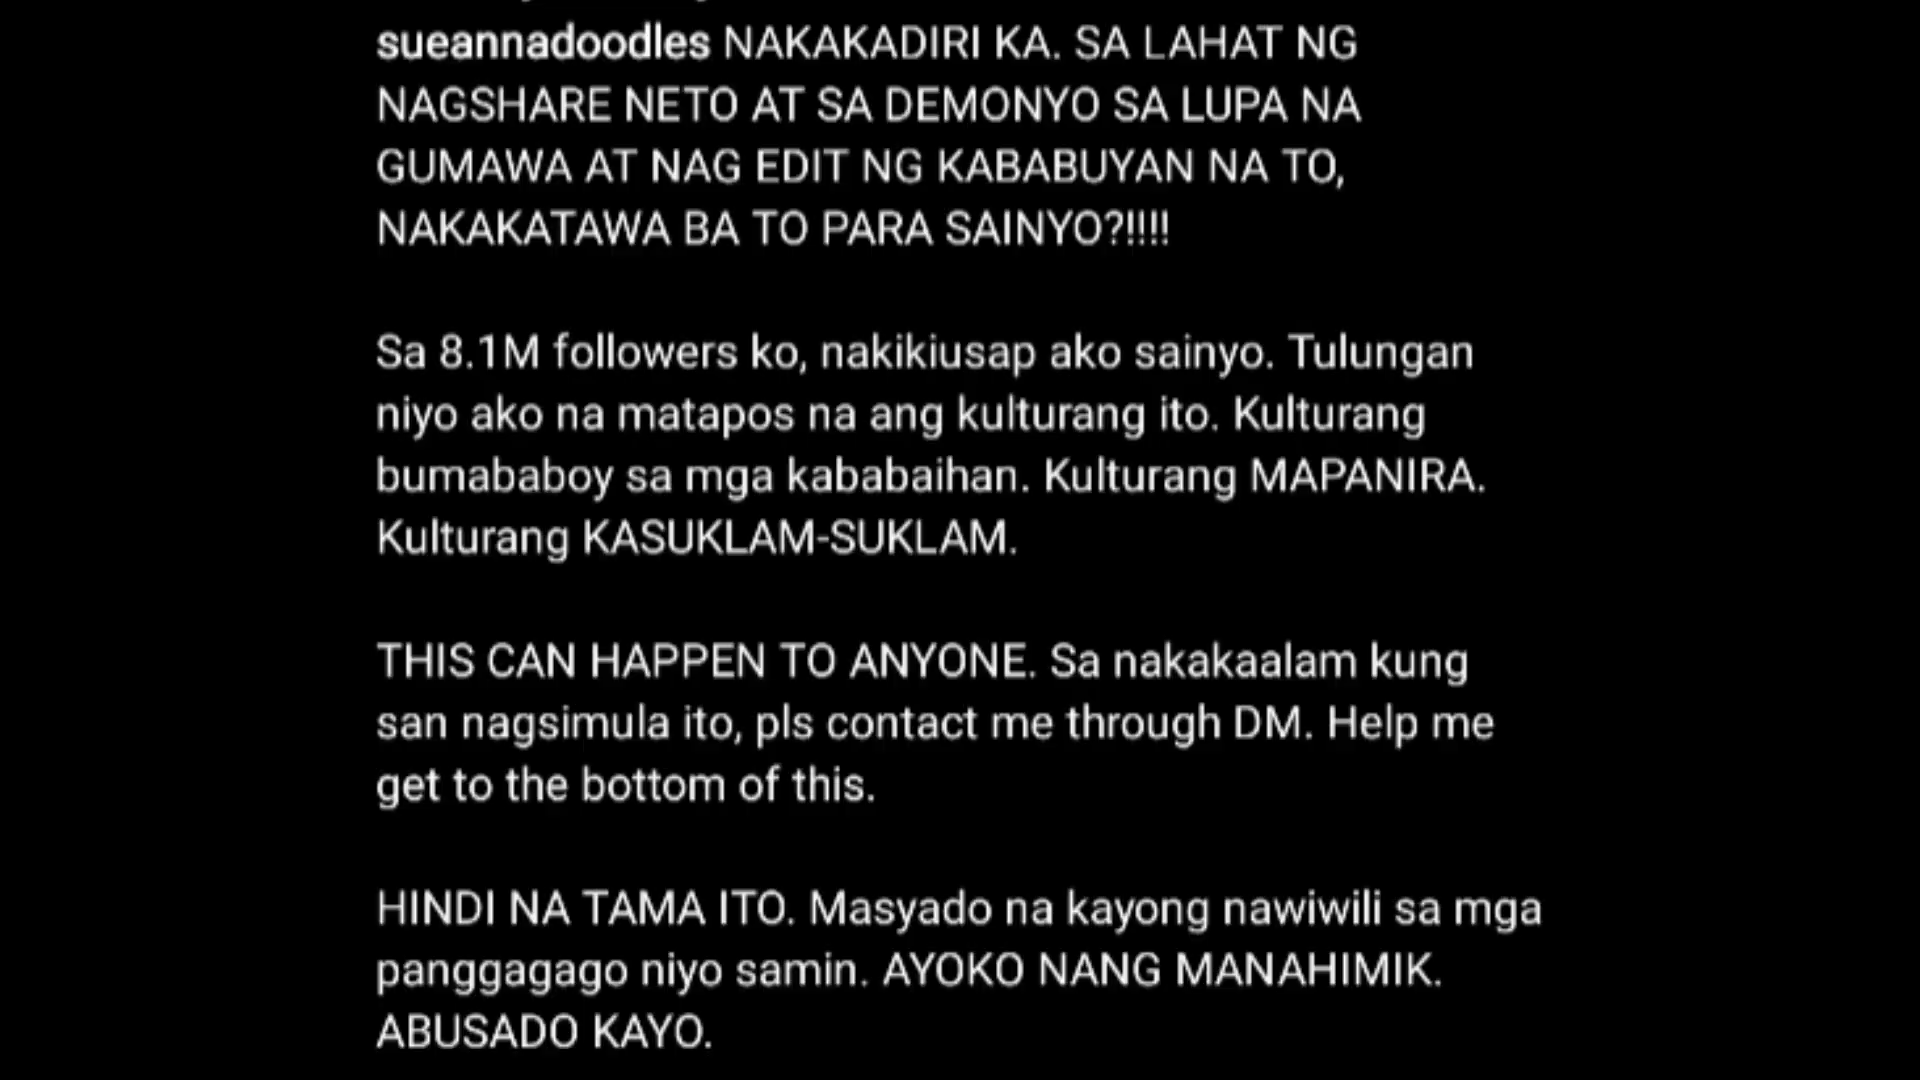 sueannadoodles NAKAKADIRI KA. SA LAHAT NG
NAGSHARE NETO AT SA DEMONYO SA LUPA NA
GUMAWA AT NAG EDIT NG KABABUYAN NA TO,
NAKAKATAWA BA TO PARA SAINYO?!!!!
Sa 8.1M followers ko, nakikiusap ako sainyo. Tulungan
niyo ako na matapos na ang kulturang ito. Kulturang
bumababoy sa mga kababaihan. Kulturang MAPANIRA.
Kulturang KASUKLAM-SUKLAM.
THIS CAN HAPPEN TO ANYONE. Sa nakakaalam kung
san nagsimula ito, pls contact me through DM. Help me
get to the bottom of this.
HINDI NA TAMA ITO. Masyado na kayong nawiwili sa mga
panggagago niyo samin. AYOKO NANG MANAHIMIK.
ABUSADO KAYO.